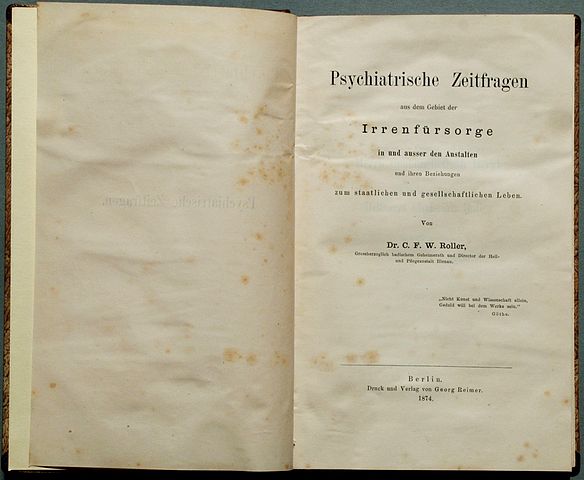 Psychiatrische Zeitfragen
aus dem Gebiet der
Irrenfürsorge
in und ausser den Anstalten
und ihren Beziehungen
zum staatlichen und gesellschaftlichen Leben.
Von
Dr. C. F. W. Roller,
Grossherzoglich badischem Geheimerath und Director der Heil-
und Pflegeanstalt Illenau.
„Nicht Kunst und Wissenschaft allein,
Geduld will bei dem Werke sein.“
Göthe.
Berlin.
Druck und Verlag von Georg Reimer.
1874.